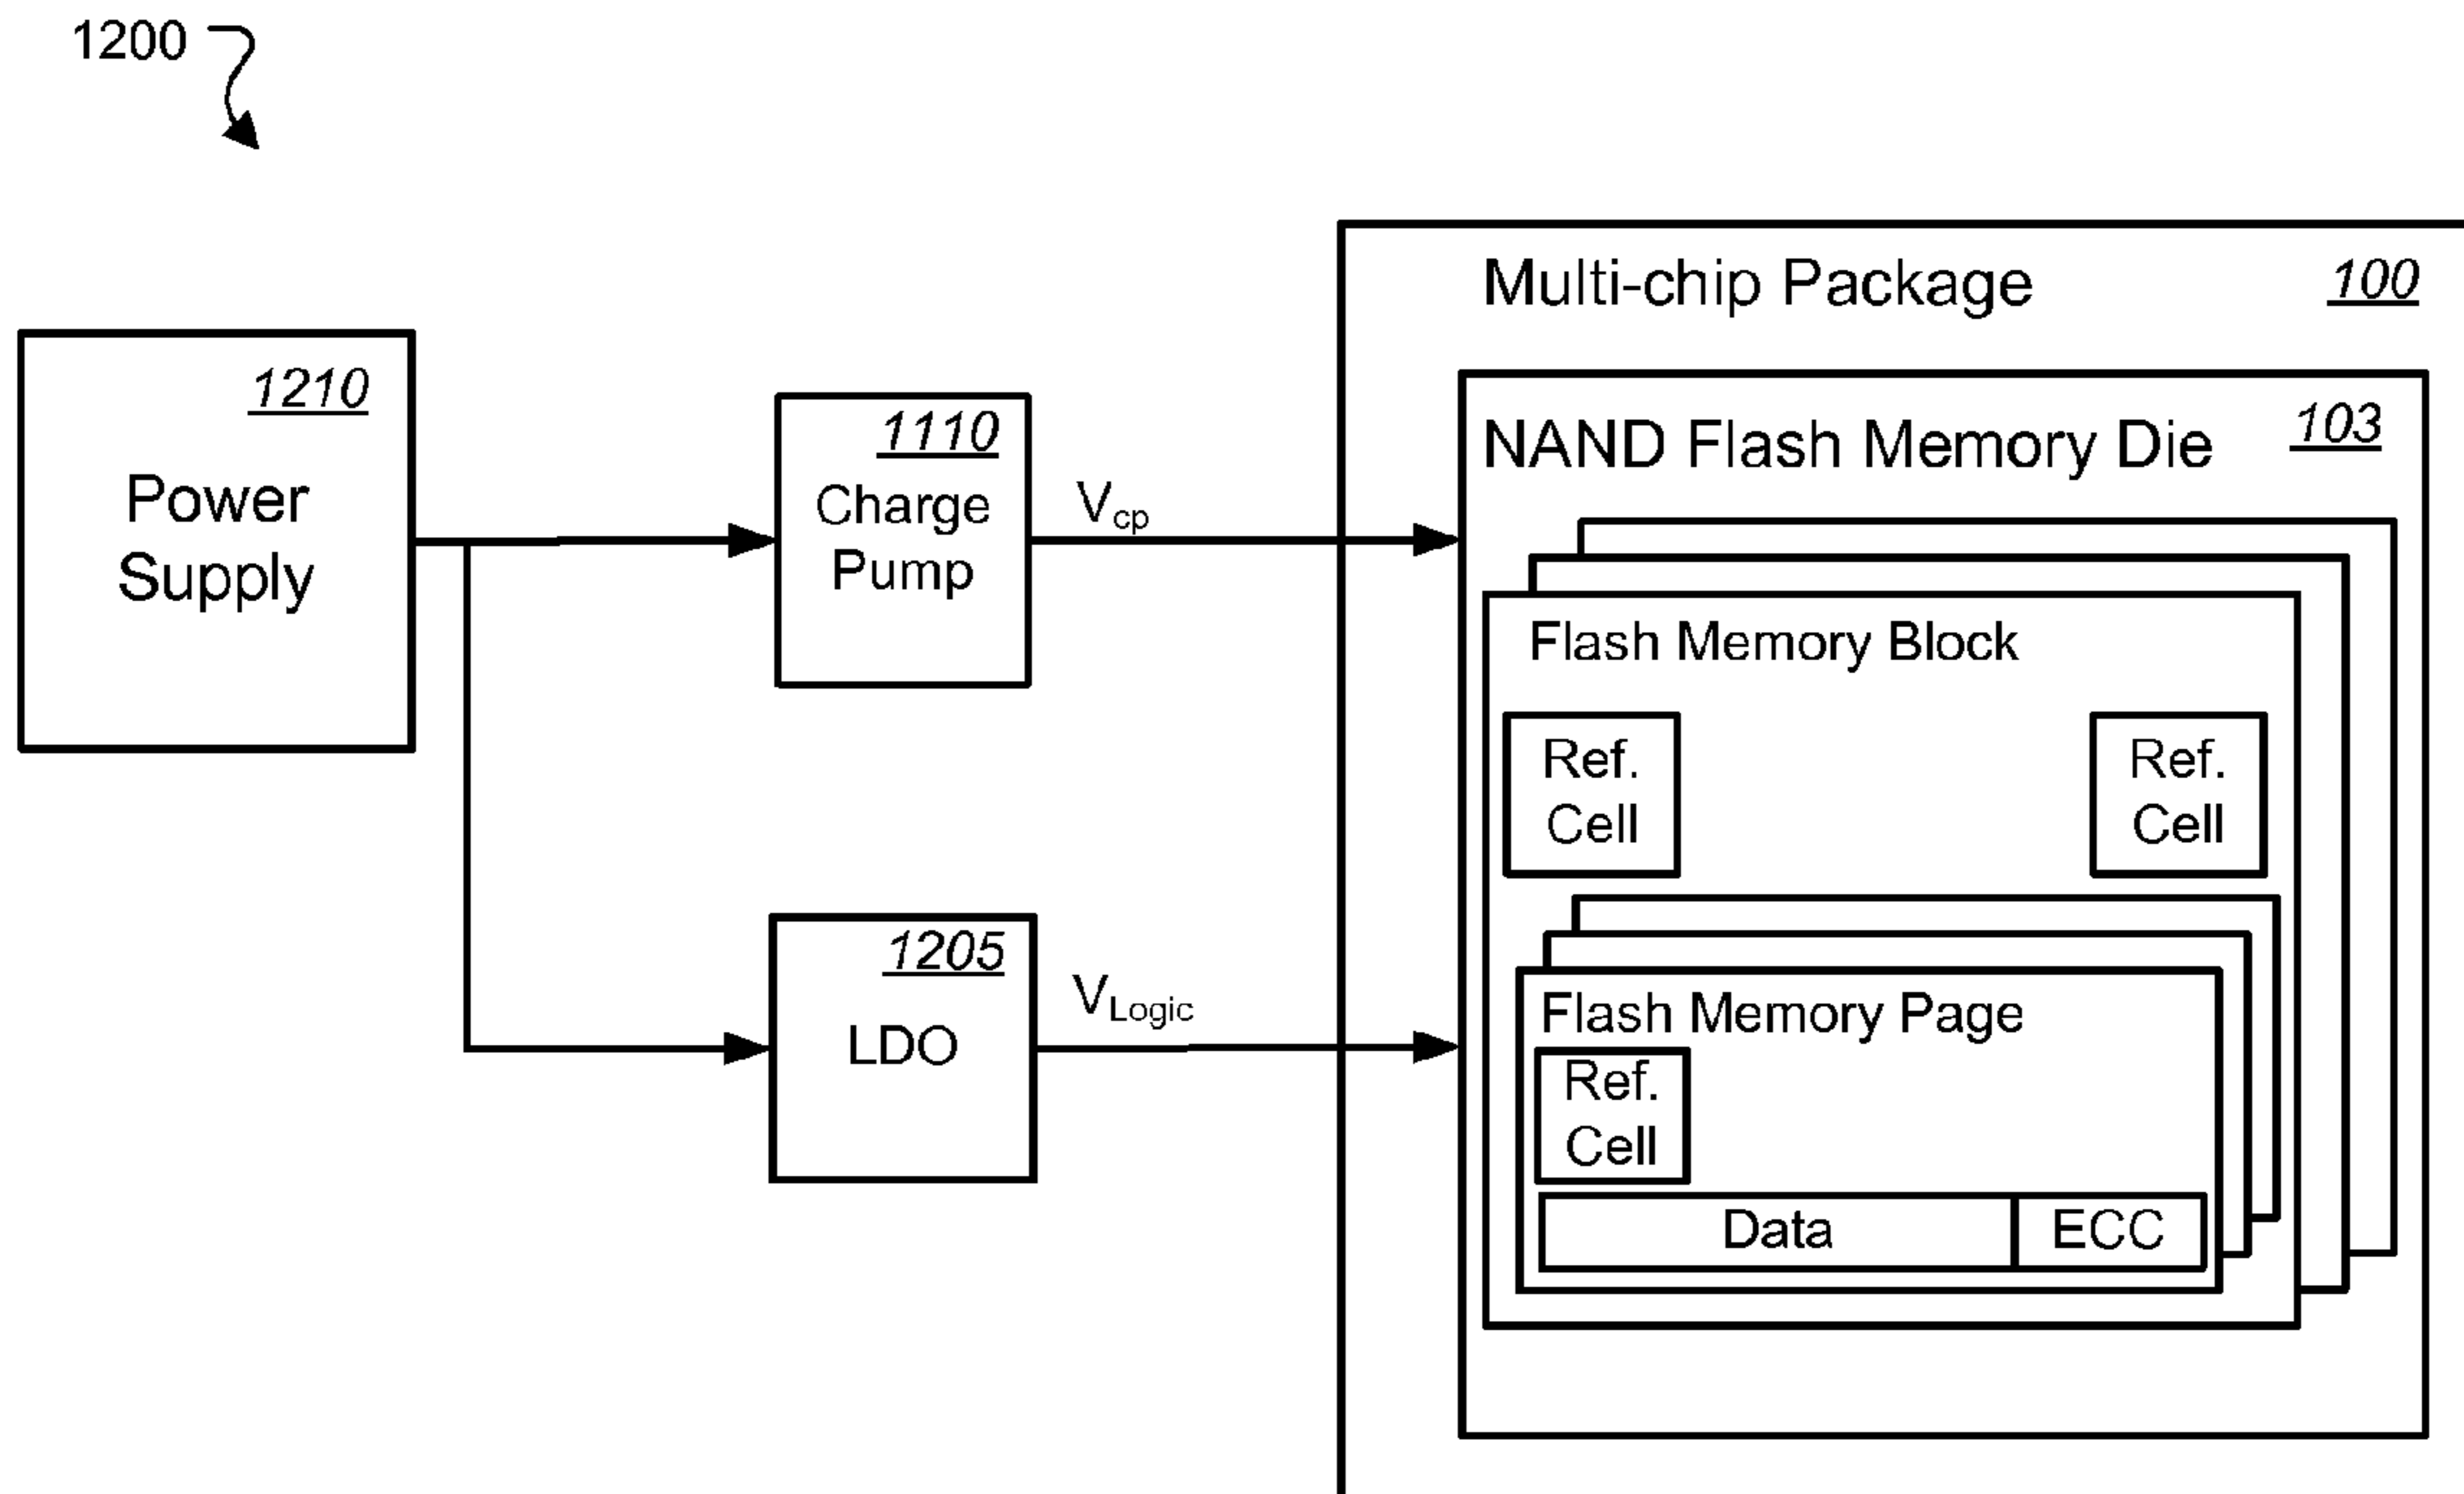 1200
Multi-chip Package
100
1210
Power
Supply
1110
Charge
Pump
Vcp
NAND Flash Memory Die
103
Flash Memory Block
Ref.
Cell
Ref.
Cell
1205
LDO
VLogic
Flash Memory Page
Ref.
Cell
Data
ECC